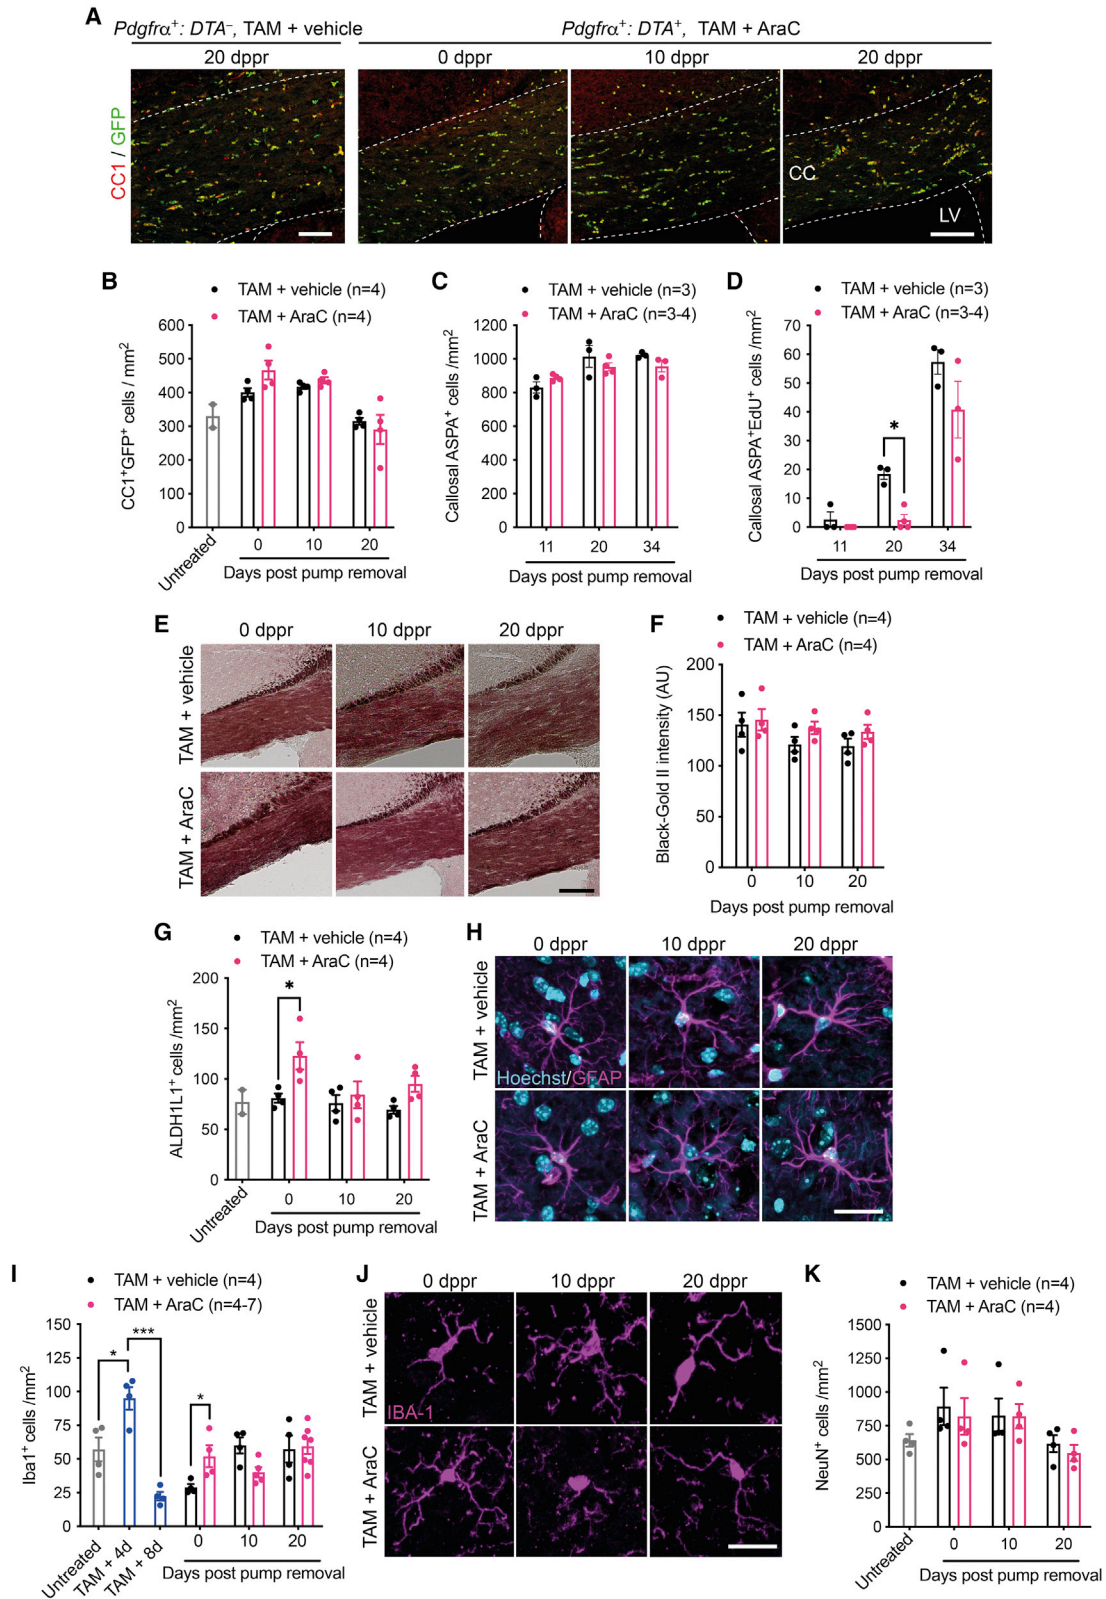 A
Pdgfrα⁺: DTA⁻, TAM + vehicle
Pdgfrα⁺: DTA⁺, TAM + AraC
20 dppr
0 dppr
10 dppr
20 dppr
CC1 / GFP
CC
LV
B
TAM + vehicle (n=4)
TAM + AraC (n=4)
CC1⁺GFP⁺ cells / mm²
600
500
400
300
200
100
0
Untreated
0
10
20
Days post pump removal
C
TAM + vehicle (n=3)
TAM + AraC (n=3-4)
Callosal ASPA⁺ cells /mm²
1200
1000
800
600
400
200
0
11
20
34
Days post pump removal
D
TAM + vehicle (n=3)
TAM + AraC (n=3-4)
Callosal ASPA⁺EdU⁺ cells /mm²
70
60
50
40
30
20
10
0
*
11
20
34
Days post pump removal
E
0 dppr
10 dppr
20 dppr
TAM + vehicle
TAM + AraC
F
TAM + vehicle (n=4)
TAM + AraC (n=4)
Black-Gold II intensity (AU)
200
150
100
50
0
0
10
20
Days post pump removal
G
TAM + vehicle (n=4)
TAM + AraC (n=4)
ALDH1L1⁺ cells /mm²
200
150
100
50
0
*
Untreated
0
10
20
Days post pump removal
H
0 dppr
10 dppr
20 dppr
TAM + vehicle
TAM + AraC
Hoechst/GFAP
I
TAM + vehicle (n=4)
TAM + AraC (n=4-7)
Iba1⁺ cells /mm²
150
125
100
75
50
25
0
*
***
*
Untreated
TAM + 4d
TAM + 8d
0
10
20
Days post pump removal
J
0 dppr
10 dppr
20 dppr
TAM + vehicle
TAM + AraC
IBA-1
K
TAM + vehicle (n=4)
TAM + AraC (n=4)
NeuN⁺ cells /mm²
1500
1250
1000
750
500
250
0
Untreated
0
10
20
Days post pump removal